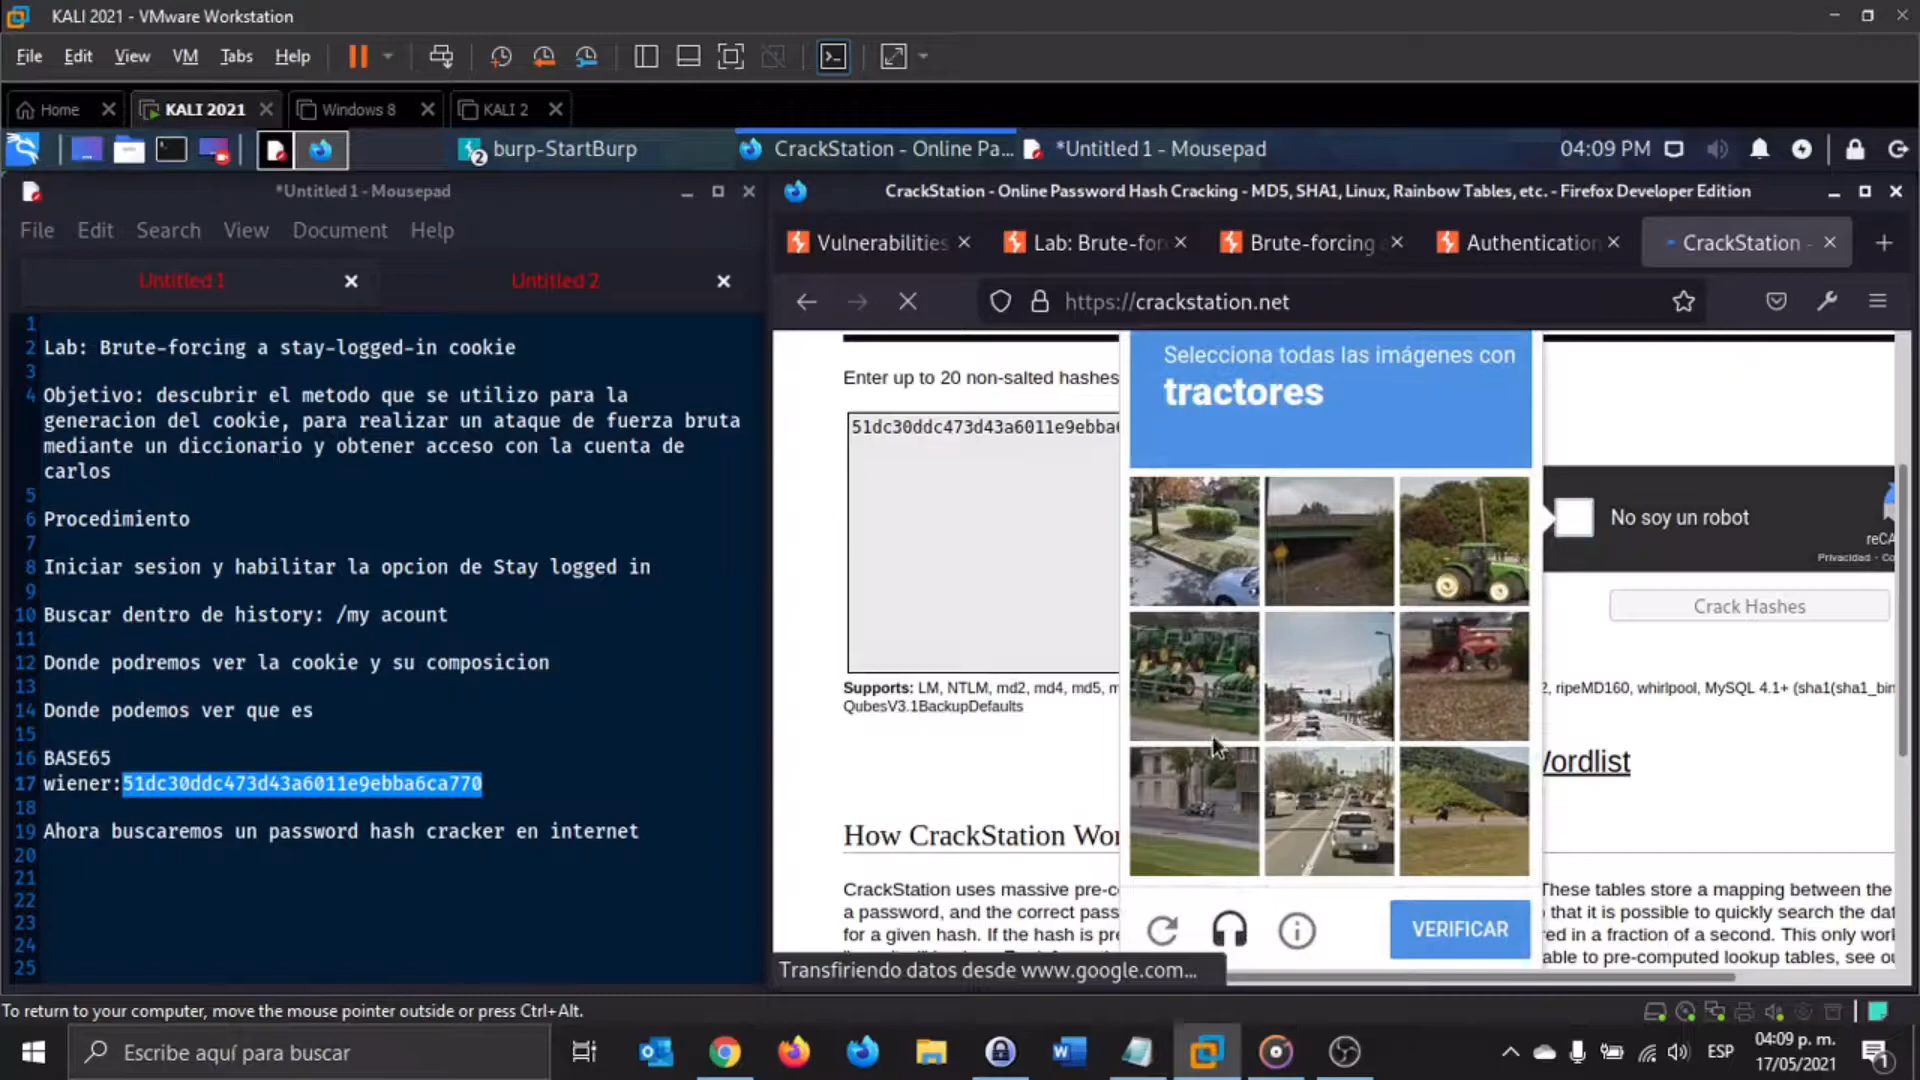 KALI 2021 - VMware Workstation
File Edit View VM Tabs Help
Home KALI 2021 Windows 8 KALI 2
2 burp-StartBurp CrackStation - Online Pa... *Untitled 1 - Mousepad 04:09 PM
*Untitled 1 - Mousepad
File Edit Search View Document Help
Untitled 1 Untitled 2
1
2 Lab: Brute-forcing a stay-logged-in cookie
3
4 Objetivo: descubrir el metodo que se utilizo para la
generacion del cookie, para realizar un ataque de fuerza bruta
mediante un diccionario y obtener acceso con la cuenta de
carlos
5
6 Procedimiento
7
8 Iniciar sesion y habilitar la opcion de Stay logged in
9
10 Buscar dentro de history: /my acount
11
12 Donde podremos ver la cookie y su composicion
13
14 Donde podemos ver que es
15
16 BASE65
17 wiener:51dc30ddc473d43a6011e9ebba6ca770
18
19 Ahora buscaremos un password hash cracker en internet
20
21
22
23
24
25
CrackStation - Online Password Hash Cracking - MD5, SHA1, Linux, Rainbow Tables, etc. - Firefox Developer Edition
Vulnerabilities Lab: Brute-for Brute-forcing Authentication CrackStation -
https://crackstation.net
Enter up to 20 non-salted hashes
51dc30ddc473d43a6011e9ebba6
Selecciona todas las imágenes con
tractores
VERIFICAR
No soy un robot
reCA
Privacidad - Co
Crack Hashes
Supports: LM, NTLM, md2, md4, md5, m
2, ripeMD160, whirlpool, MySQL 4.1+ (sha1(sha1_bin
QubesV3.1BackupDefaults
Wordlist
How CrackStation Wor
CrackStation uses massive pre-c
These tables store a mapping between the
a password, and the correct pass
that it is possible to quickly search the dat
for a given hash. If the hash is pre
ed in a fraction of a second. This only work
able to pre-computed lookup tables, see ou
Transfiriendo datos desde www.google.com...
To return to your computer, move the mouse pointer outside or press Ctrl+Alt.
Escribe aquí para buscar
ESP
04:09 p. m.
17/05/2021
1